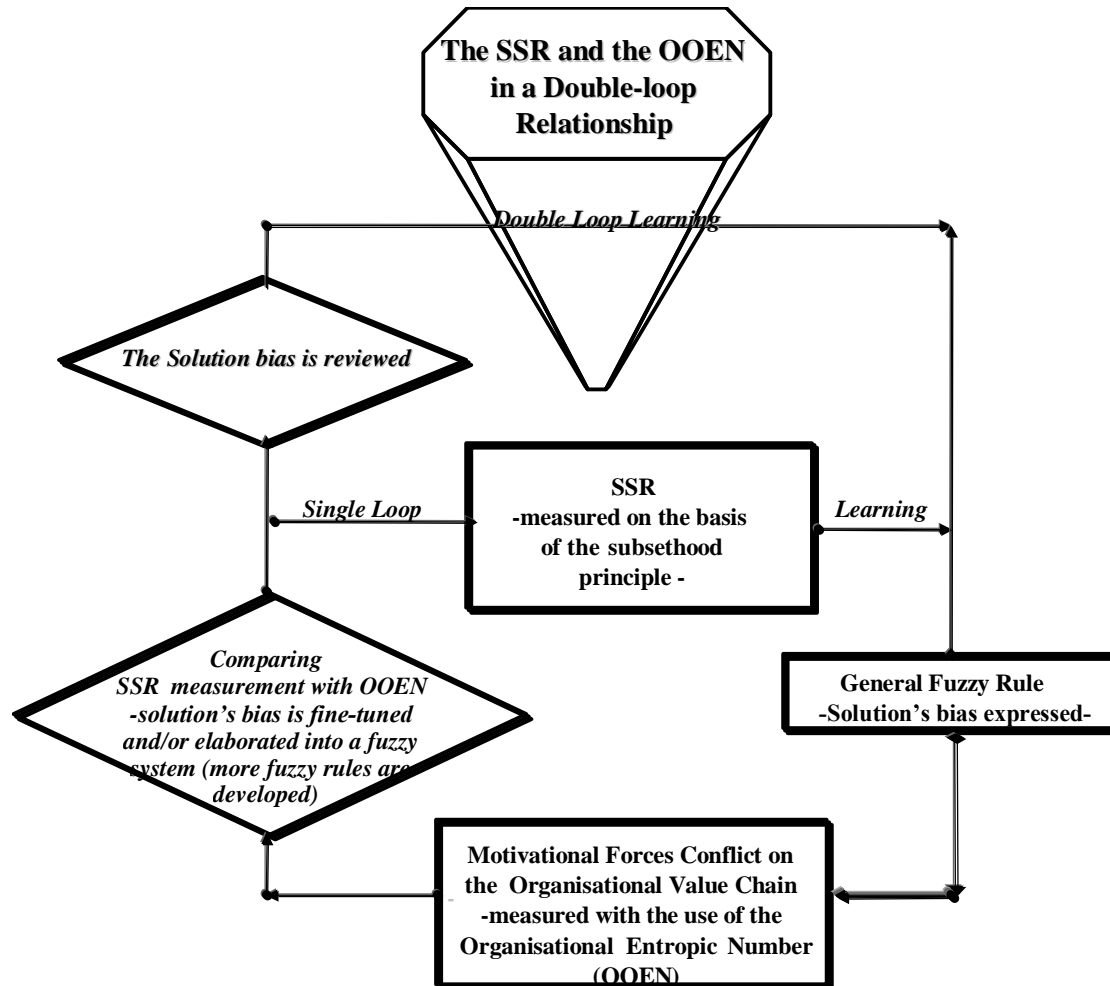 The SSR and the OOEN
in a Double-loop
Relationship
Double Loop Learning
The Solution bias is reviewed
SSR
-measured on the basis
of the subsethood
principle -
Single Loop
Learning
Comparing
SSR measurement with OOEN
-solution's bias is fine-tuned
and/or elaborated into a fuzzy
system (more fuzzy rules are
developed)
General Fuzzy Rule
-Solution's bias expressed-
Motivational Forces Conflict on
the Organisational Value Chain
-measured with the use of the
Organisational Entropic Number
(OOEN)